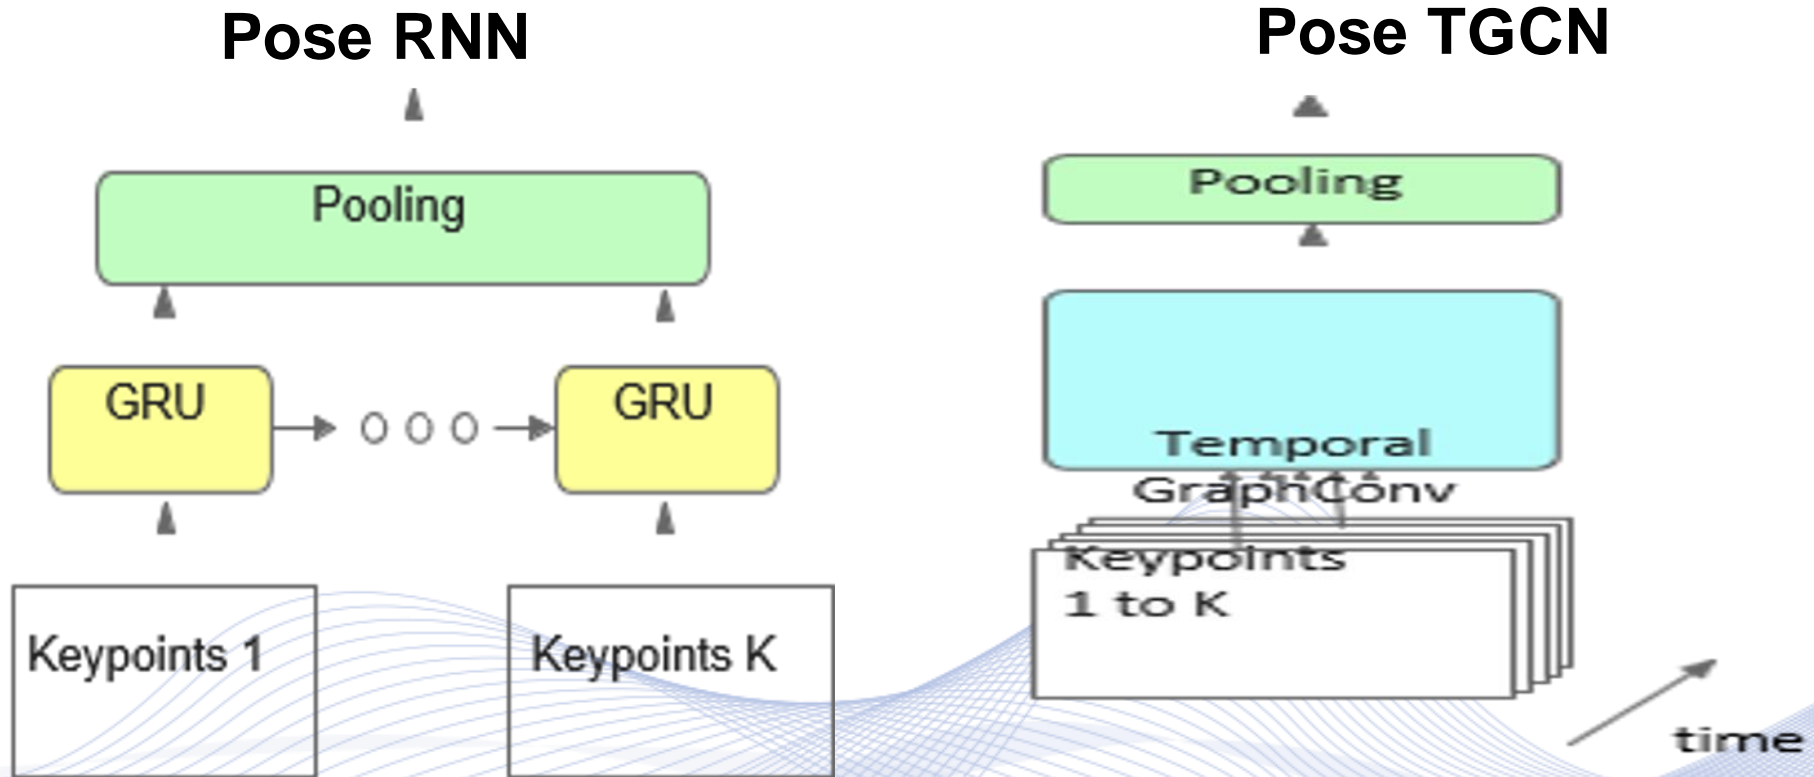 Pose RNN
Pooling
GRU
GRU
Keypoints 1
Keypoints K
Pose TGCN
Pooling
Temporal
GraphConv
Keypoints
1 to K
time